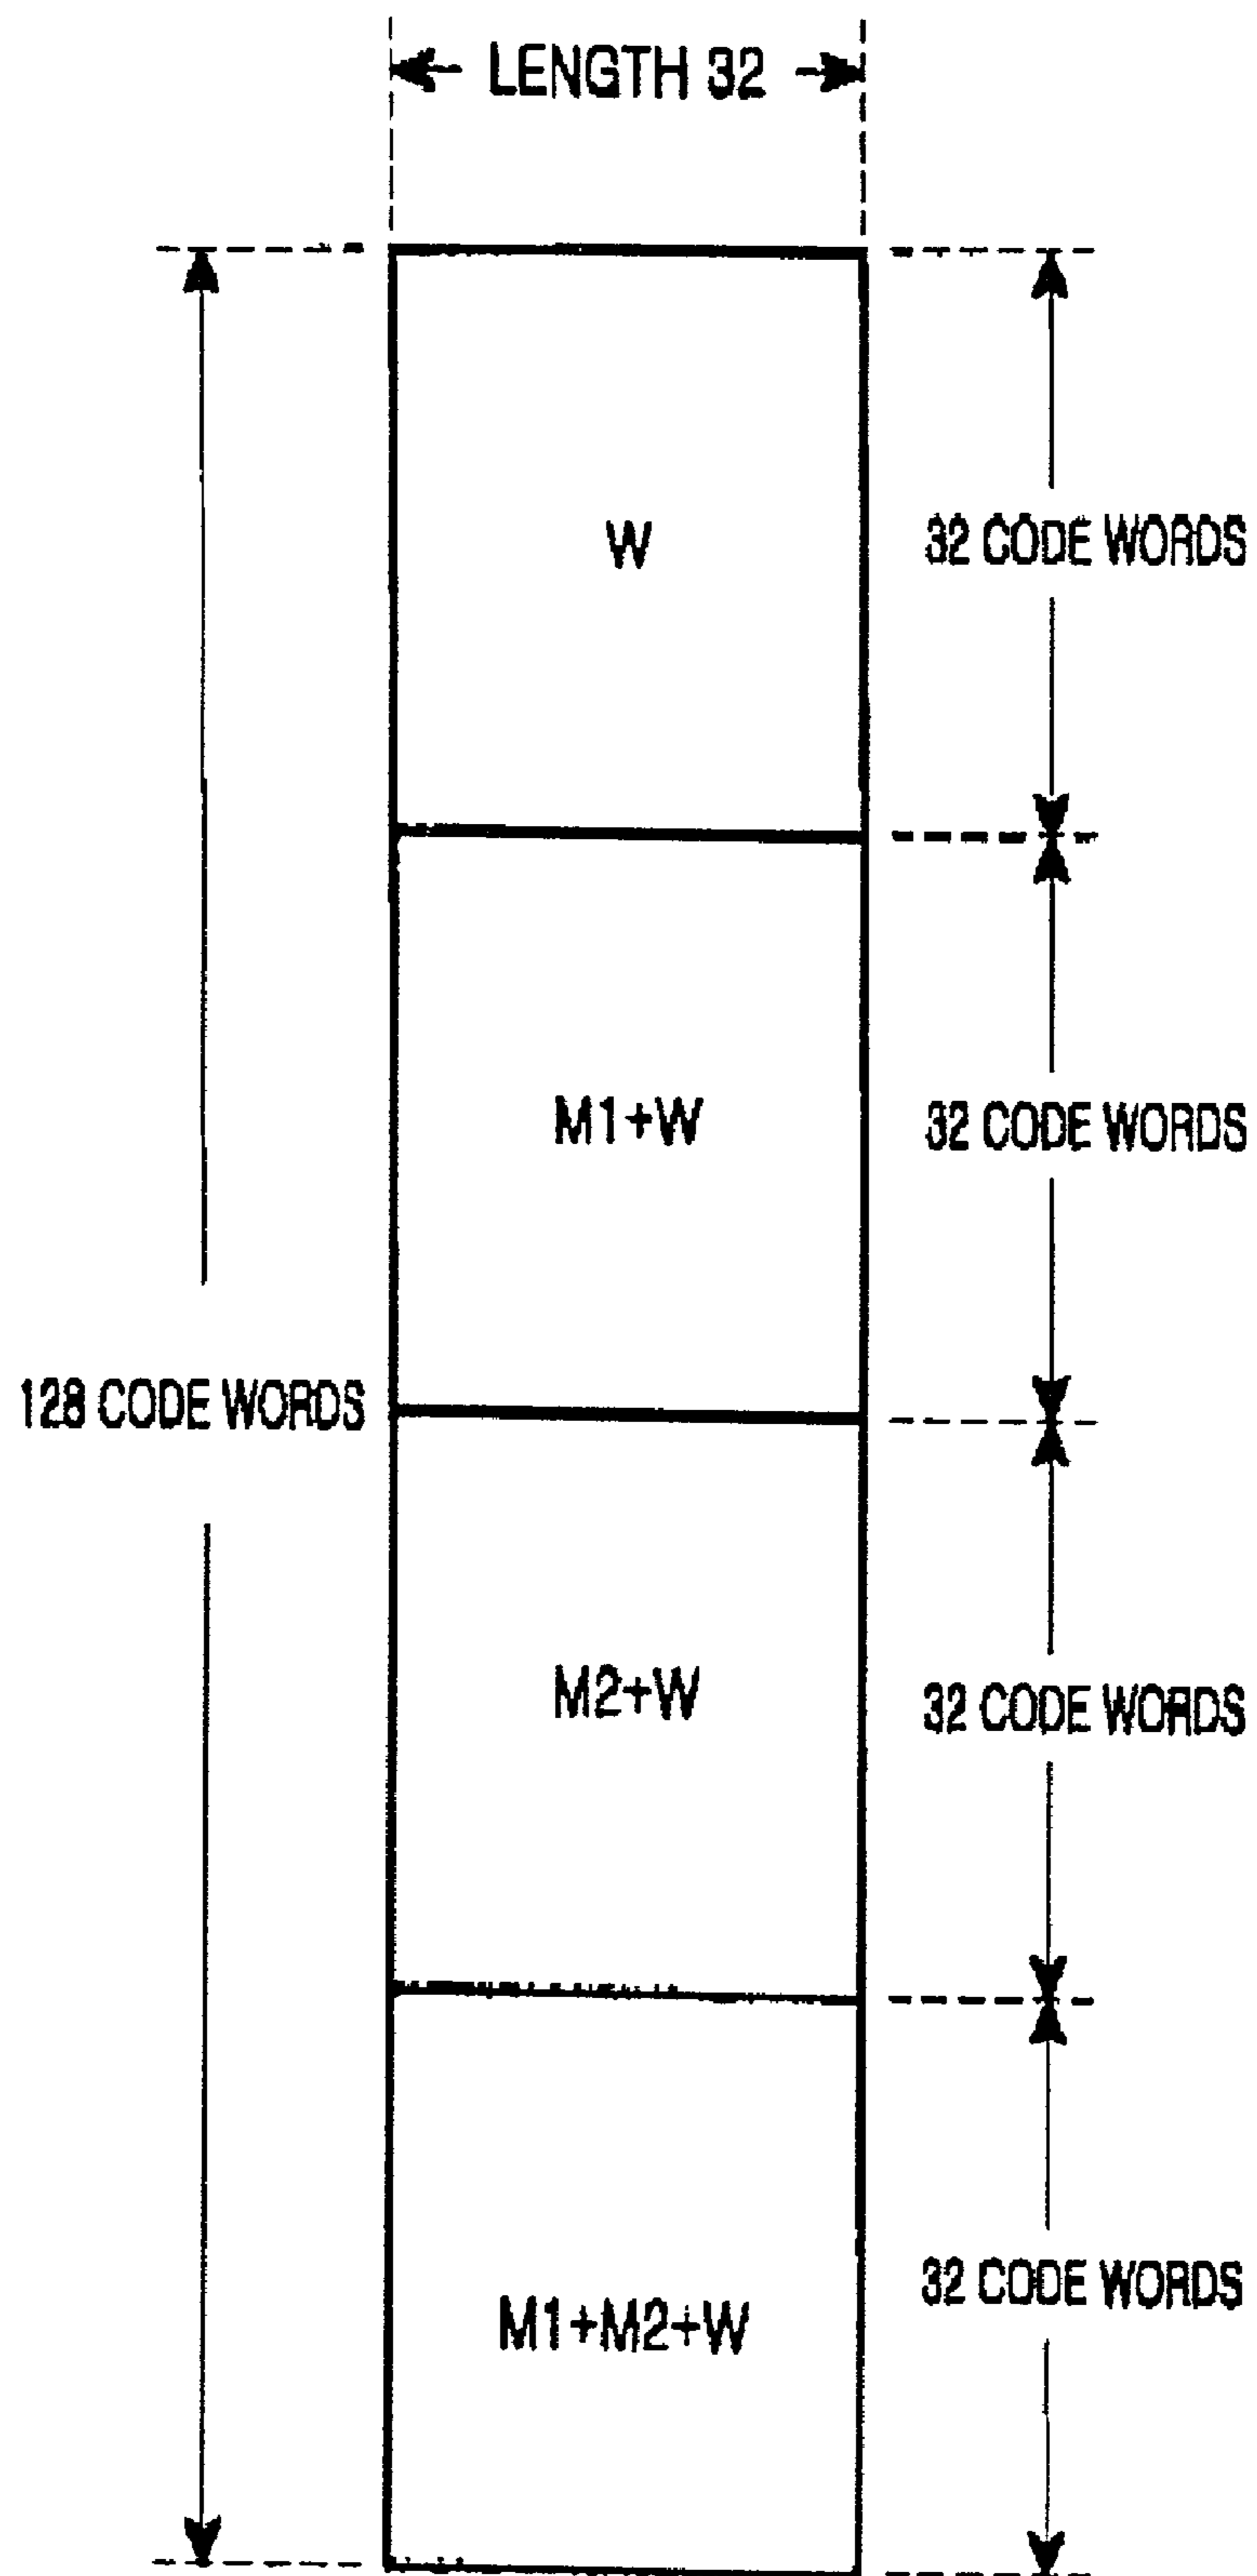 LENGTH 32
W
32 CODE WORDS
M1+W
32 CODE WORDS
128 CODE WORDS
M2+W
32 CODE WORDS
M1+M2+W
32 CODE WORDS